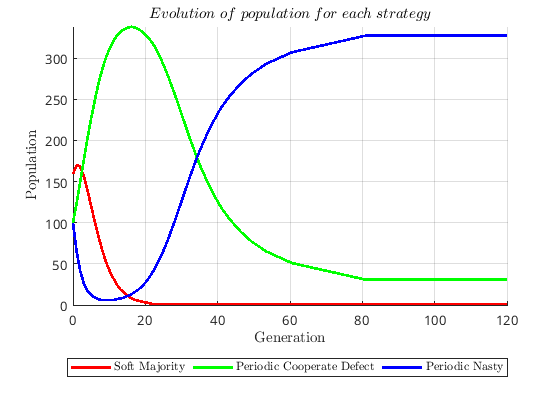 Evolution of population for each strategy
300
250
200
150
100
50
0
Population
0 20 40 60 80 100 120
Generation
Soft Majority Periodic Cooperate Defect Periodic Nasty